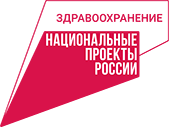 ЗДРАВООХРАНЕНИЕ
НАЦИОНАЛЬНЫЕ
ПРОЕКТЫ
РОССИИ